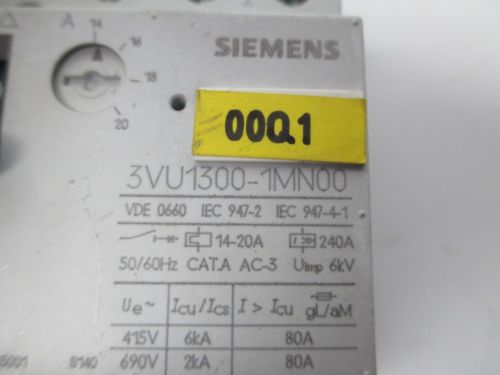 A 14
16
18
20
SIEMENS
00Q.1
3VU1300-1MN00
VDE 0660 IEC 947-2 IEC 947-4-1
14-20A 240A
50/60Hz CAT.A AC-3 Uimp 6kV
Ue~ ICU/ICS I > ICU gL/aM
415V 6kA 80A
690V 2kA 80A
8140